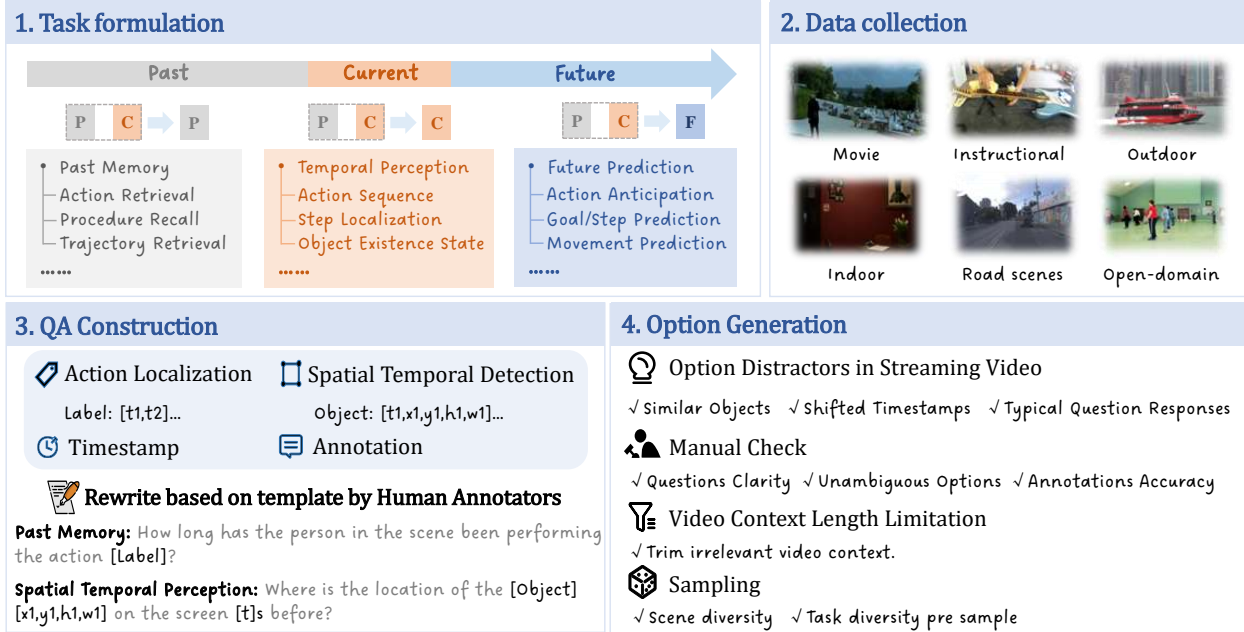 1. Task formulation
Past
Current
Future
P C P
P C C
P C F
• Past Memory
Action Retrieval
Procedure Recall
Trajectory Retrieval
......
• Temporal Perception
Action Sequence
Step Localization
Object Existence State
......
• Future Prediction
Action Anticipation
Goal/Step Prediction
Movement Prediction
......
2. Data collection
Movie
Instructional
Outdoor
Indoor
Road scenes
Open-domain
3. QA Construction
Action Localization
Label: [t1,t2]...
Spatial Temporal Detection
Object: [t1,x1,y1,h1,w1]...
Timestamp
Annotation
Rewrite based on template by Human Annotators
Past Memory: How long has the person in the scene been performing
the action [Label]?
Spatial Temporal Perception: Where is the location of the [Object]
[x1,y1,h1,w1] on the screen [t]s before?
4. Option Generation
Option Distractors in Streaming Video
√ Similar Objects √ Shifted Timestamps √ Typical Question Responses
Manual Check
√ Questions Clarity √ Unambiguous Options √ Annotations Accuracy
Video Context Length Limitation
√ Trim irrelevant video context.
Sampling
√ Scene diversity √ Task diversity pre sample